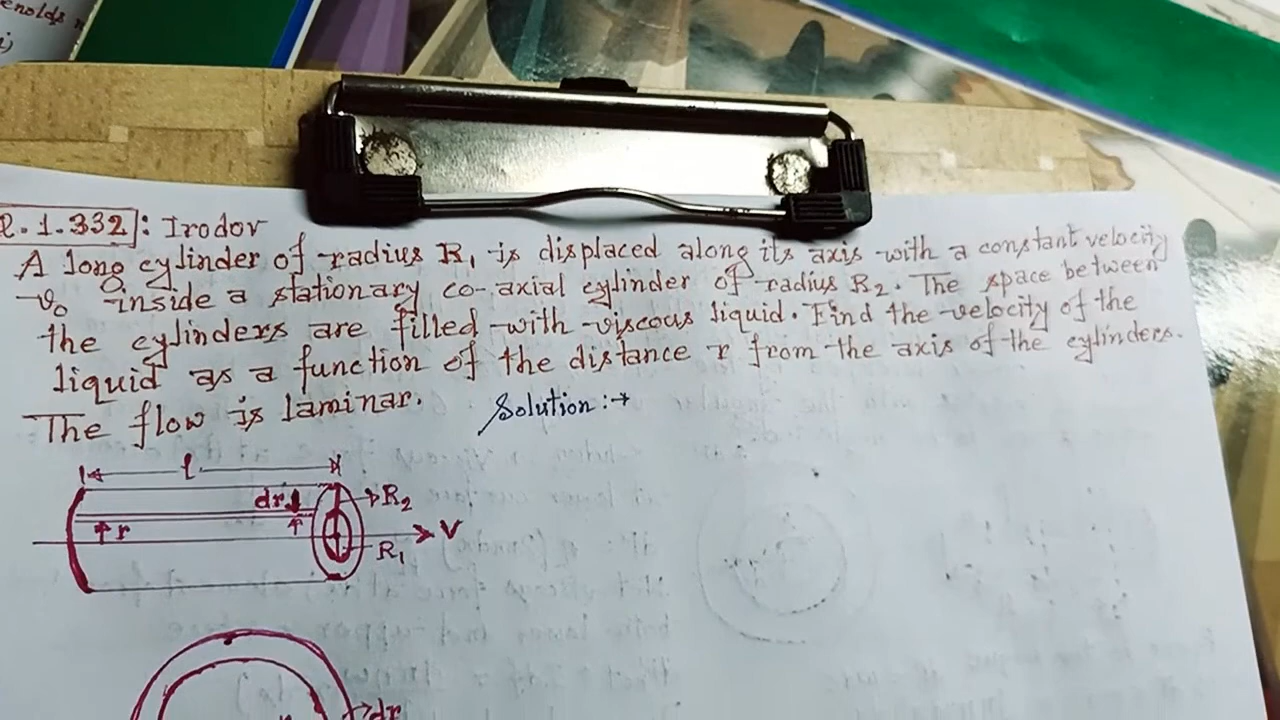 enolds
Q.1.332: Irodov
A long cylinder of radius R₁ is displaced along its axis with a constant velocity
v₀ inside a stationary co-axial cylinder of radius R₂. The space between
the cylinders are filled with viscous liquid. Find the velocity of the
liquid as a function of the distance r from the axis of the cylinders.
The flow is laminar. Solution:→
l
dr R₂
r V
R₁
dr